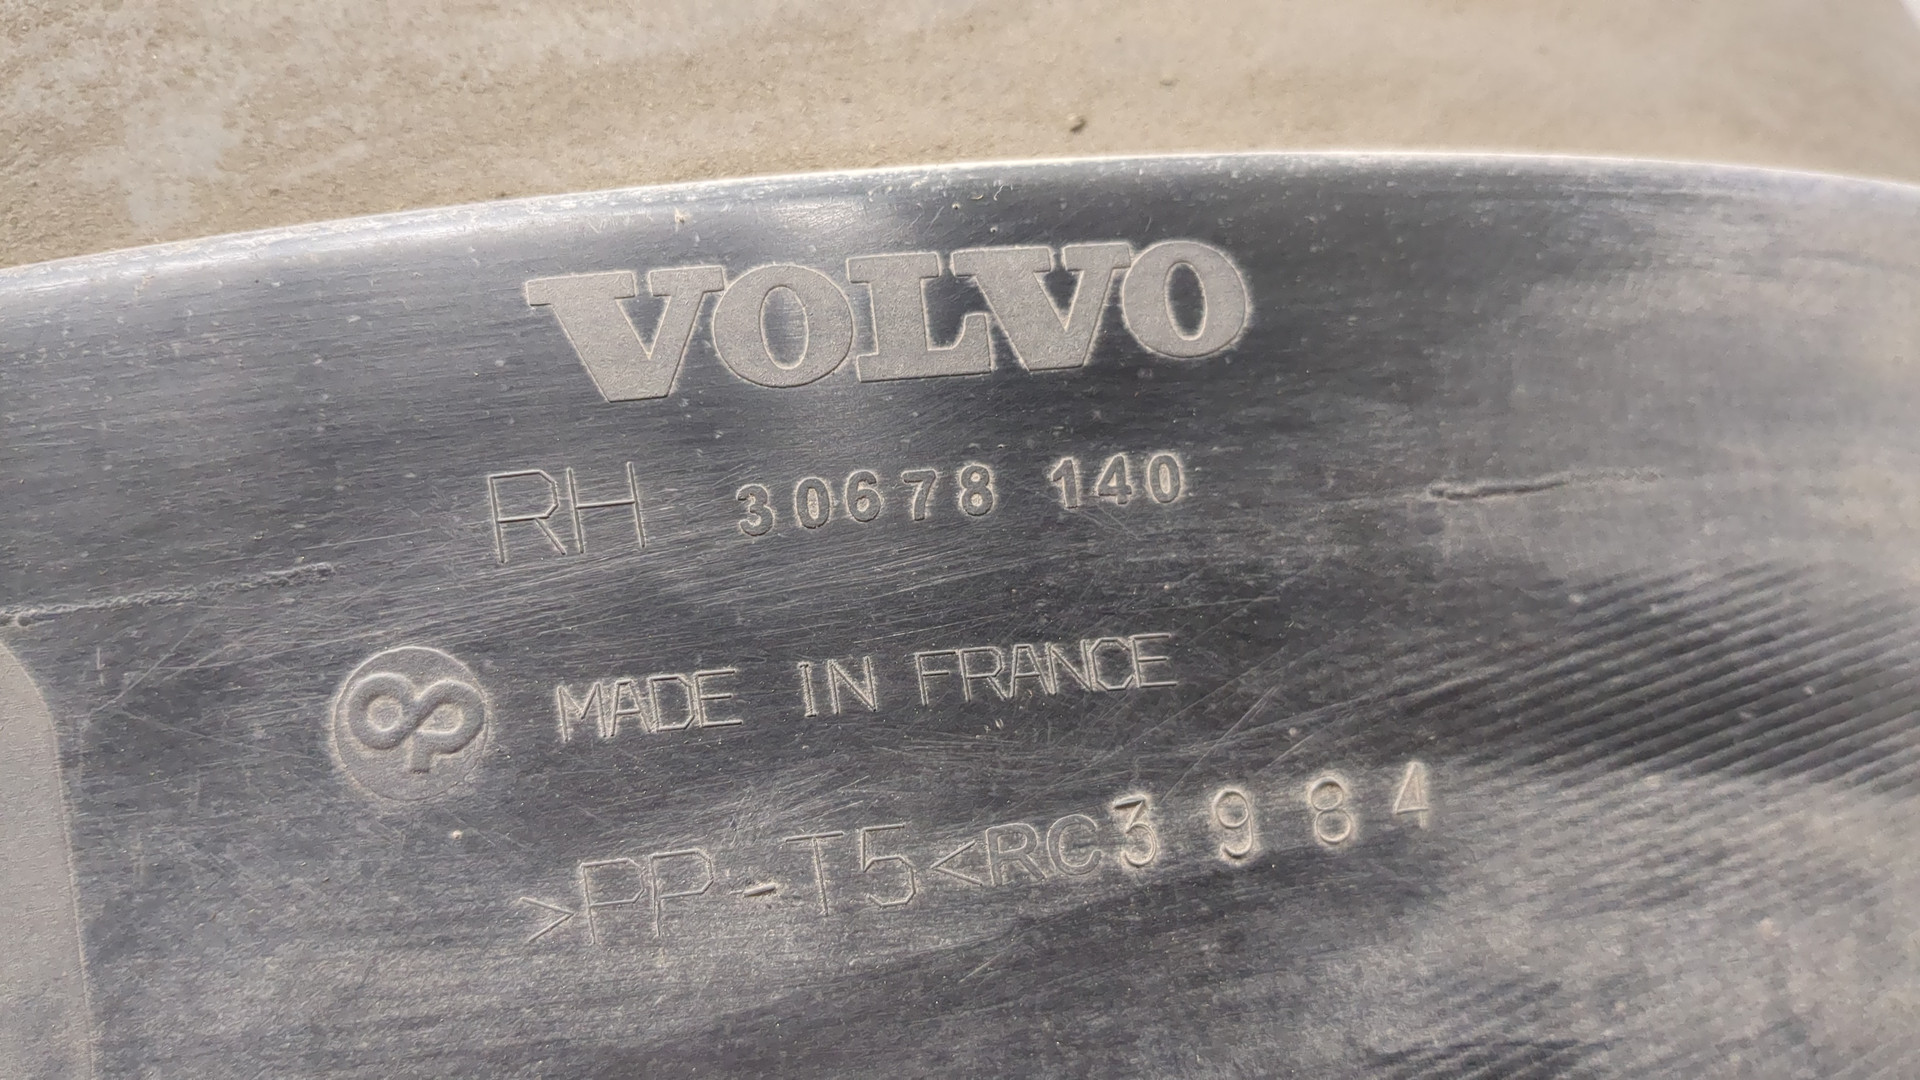 VOLVO
RH 30678 140
MADE IN FRANCE
>PP-T5<RC3984